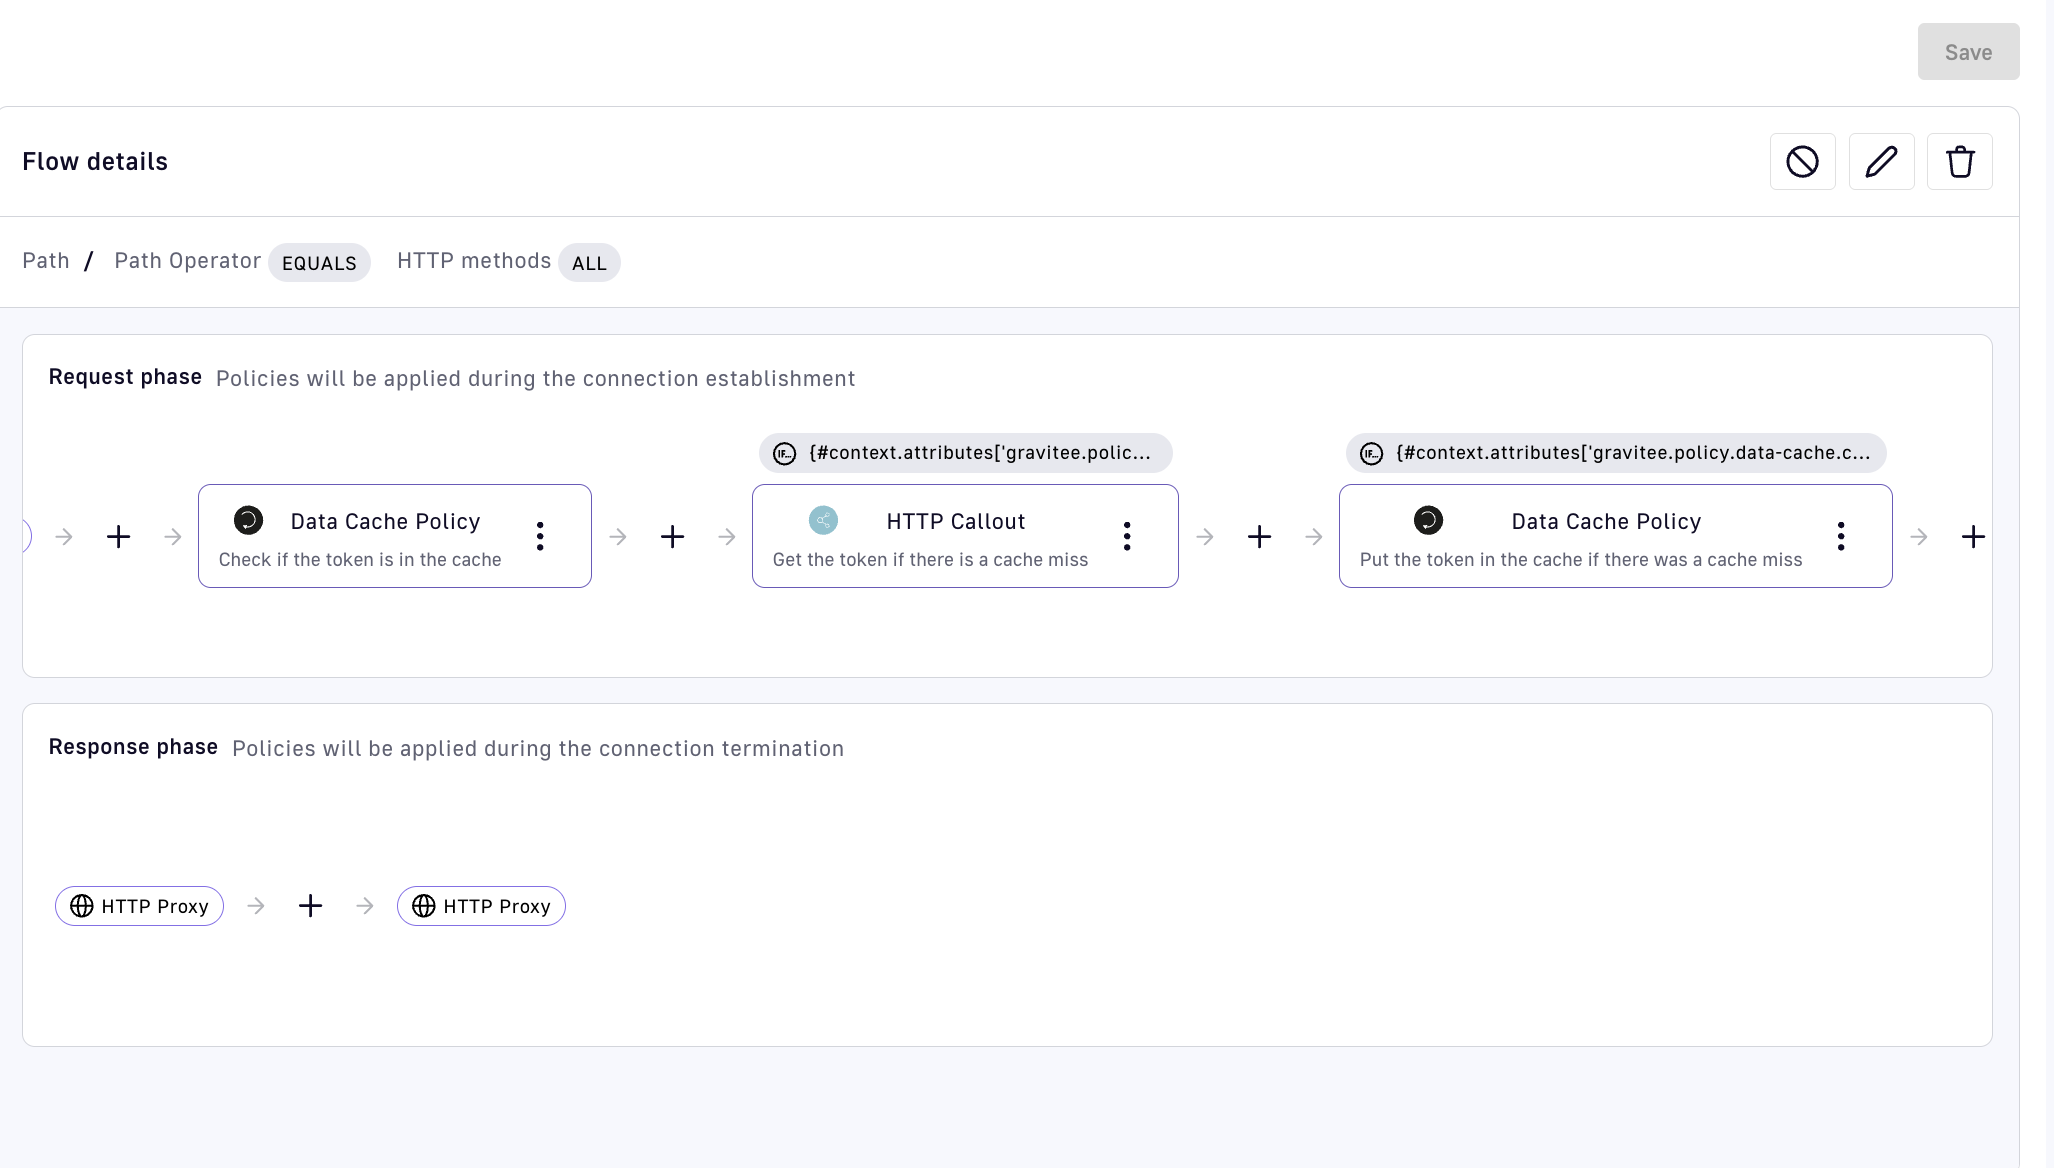 Save
Flow details
Path / Path Operator EQUALS HTTP methods ALL
Request phase Policies will be applied during the connection establishment
{#context.attributes['gravitee.polic...
{#context.attributes['gravitee.policy.data-cache.c...
Data Cache Policy
Check if the token is in the cache
HTTP Callout
Get the token if there is a cache miss
Data Cache Policy
Put the token in the cache if there was a cache miss
Response phase Policies will be applied during the connection termination
HTTP Proxy
HTTP Proxy